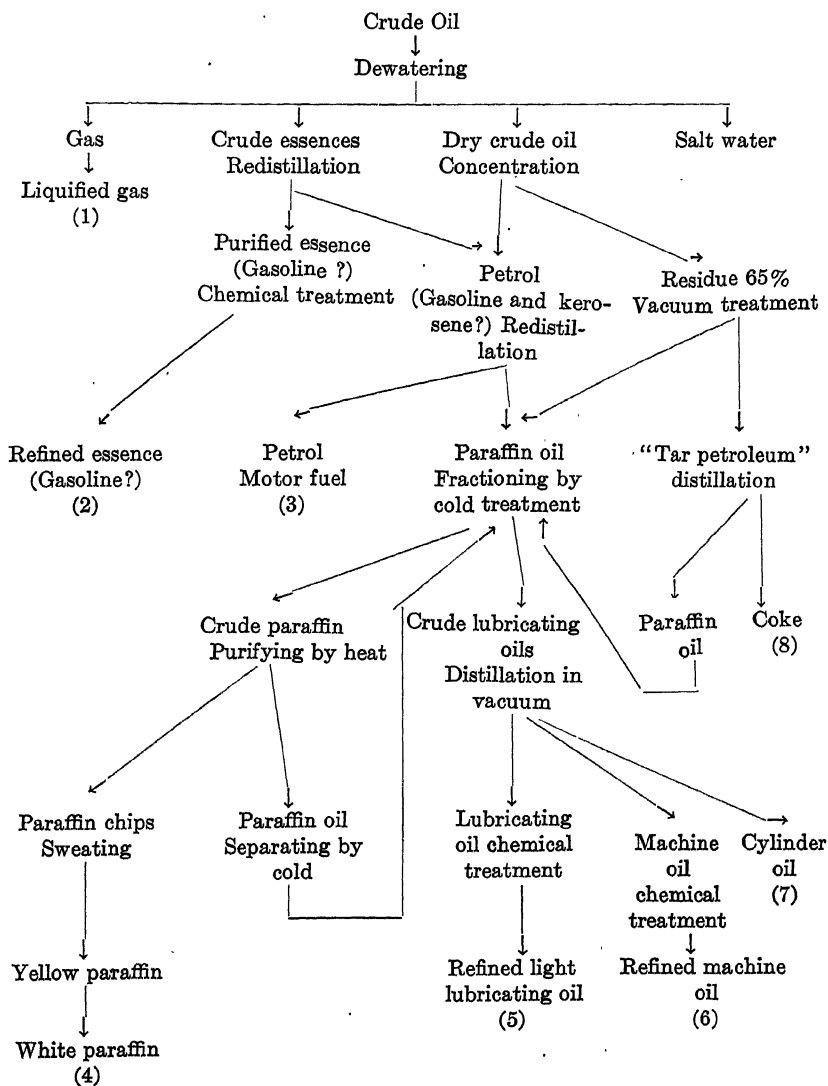 Crude Oil
Dewatering
Gas
Liquified gas
(1)
Crude essences
Redistillation
Dry crude oil
Concentration
Salt water
Purified essence
(Gasoline ?)
Chemical treatment
Petrol
(Gasoline and kero-
sene?) Redistil-
lation
Residue 65%
Vacuum treatment
Refined essence
(Gasoline?)
(2)
Petrol
Motor fuel
(3)
Paraffin oil
Fractioning by
cold treatment
"Tar petroleum"
distillation
Crude paraffin
Purifying by heat
Crude lubricating
oils
Distillation in
vacuum
Paraffin
oil
Coke
(8)
Paraffin chips
Sweating
Paraffin oil
Separating by
cold
Lubricating
oil chemical
treatment
Machine
oil
chemical
treatment
Cylinder
oil
(7)
Yellow paraffin
Refined light
lubricating oil
(5)
Refined machine
oil
(6)
White paraffin
(4)